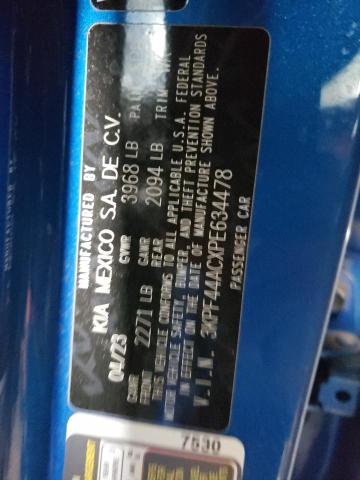 MANUFACTURED BY
KIA MEXICO S.A. DE C.V.
04/23 GVWR 3968 LB
GAWR FRONT 2271 LB GAWR REAR 2094 LB TRIM
THIS VEHICLE CONFORMS TO ALL APPLICABLE U.S.A. FEDERAL
MOTOR VEHICLE SAFETY, BUMPER, AND THEFT PREVENTION STANDARDS
IN EFFECT ON THE DATE OF MANUFACTURE SHOWN ABOVE.
V.I.N. 3KPF44ACXPE634478
PASSENGER CAR
7530